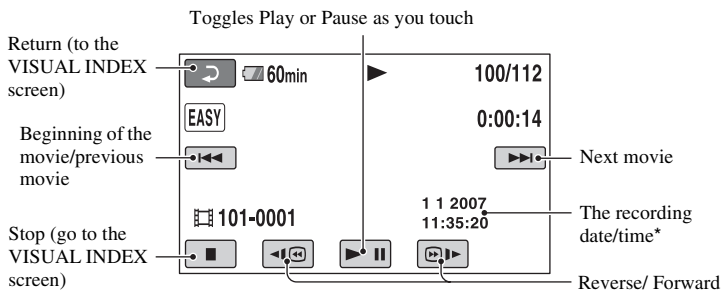 Toggles Play or Pause as you touch
Return (to the
VISUAL INDEX
screen)
60min
100/112
EASY
0:00:14
Beginning of the
movie/previous
movie
Next movie
101-0001
1 1 2007
11:35:20
The recording
date/time*
Stop (go to the
VISUAL INDEX
screen)
Reverse/ Forward